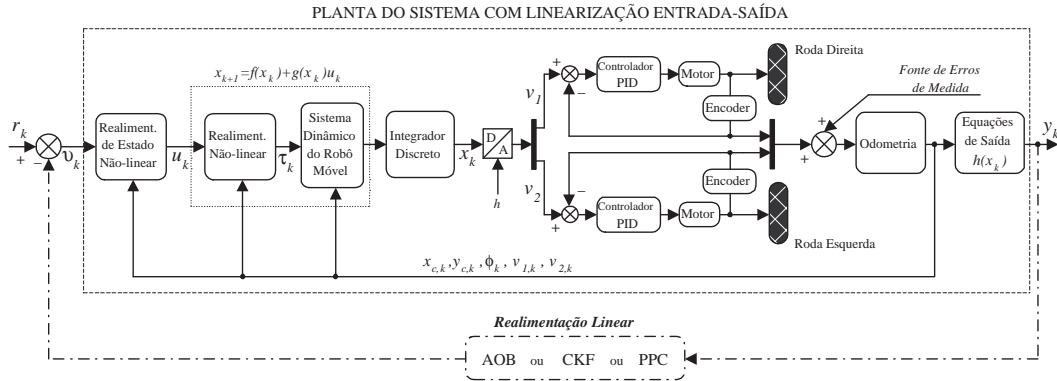 PLANTA DO SISTEMA COM LINEARIZAÇÃO ENTRADA-SAÍDA
x_{k+1}=f(x_k)+g(x_k)u_k
r_k
+
−
υ_k
Realiment.
de Estado
Não-linear
u_k
Realiment.
Não-linear
τ_k
Sistema
Dinâmico
do Robô
Móvel
Integrador
Discreto
x_k
D
A
h
v_1
v_2
+
−
Controlador
PID
Motor
Encoder
Roda Direita
+
−
Controlador
PID
Motor
Encoder
Roda Esquerda
Fonte de Erros
de Medida
+
+
Odometria
Equações
de Saída
h(x_k)
y_k
x_{c,k}, y_{c,k}, ϕ_k, v_{1,k}, v_{2,k}
Realimentação Linear
AOB ou CKF ou PPC